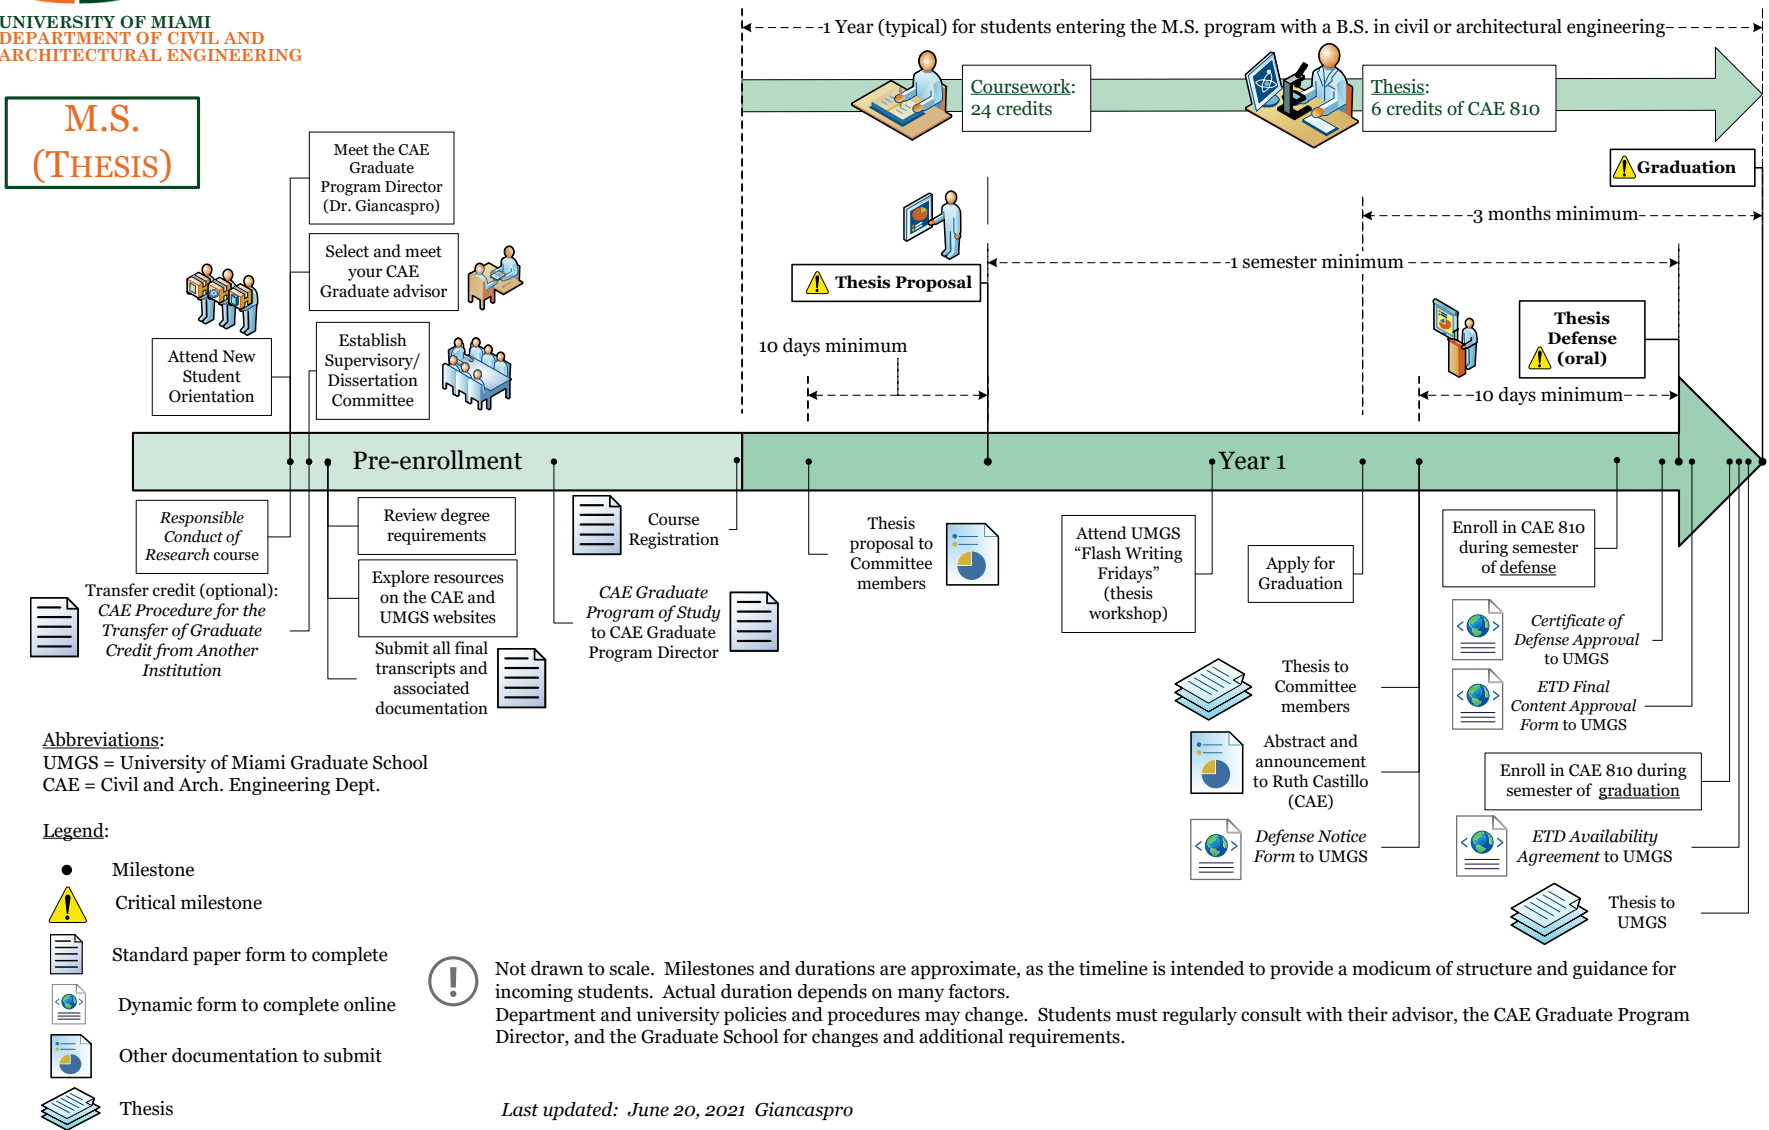 UNIVERSITY OF MIAMI
DEPARTMENT OF CIVIL AND
ARCHITECTURAL ENGINEERING
M.S.
(THESIS)
1 Year (typical) for students entering the M.S. program with a B.S. in civil or architectural engineering
Coursework:
24 credits
Thesis:
6 credits of CAE 810
Graduation
3 months minimum
1 semester minimum
Thesis Proposal
10 days minimum
Thesis
Defense
(oral)
10 days minimum
Meet the CAE
Graduate
Program Director
(Dr. Giancaspro)
Select and meet
your CAE
Graduate advisor
Establish
Supervisory/
Dissertation
Committee
Attend New
Student
Orientation
Pre-enrollment
Year 1
Responsible
Conduct of
Research course
Transfer credit (optional):
CAE Procedure for the
Transfer of Graduate
Credit from Another
Institution
Review degree
requirements
Explore resources
on the CAE and
UMGS websites
Submit all final
transcripts and
associated
documentation
Course
Registration
CAE Graduate
Program of Study
to CAE Graduate
Program Director
Thesis
proposal to
Committee
members
Attend UMGS
“Flash Writing
Fridays”
(thesis
workshop)
Apply for
Graduation
Thesis to
Committee
members
Abstract and
announcement
to Ruth Castillo
(CAE)
Defense Notice
Form to UMGS
Enroll in CAE 810
during semester
of defense
Certificate of
Defense Approval
to UMGS
ETD Final
Content Approval
Form to UMGS
Enroll in CAE 810 during
semester of graduation
ETD Availability
Agreement to UMGS
Thesis to
UMGS
Abbreviations:
UMGS = University of Miami Graduate School
CAE = Civil and Arch. Engineering Dept.
Legend:
Milestone
Critical milestone
Standard paper form to complete
Dynamic form to complete online
Other documentation to submit
Thesis
Not drawn to scale. Milestones and durations are approximate, as the timeline is intended to provide a modicum of structure and guidance for
incoming students. Actual duration depends on many factors.
Department and university policies and procedures may change. Students must regularly consult with their advisor, the CAE Graduate Program
Director, and the Graduate School for changes and additional requirements.
Last updated: June 20, 2021 Giancaspro